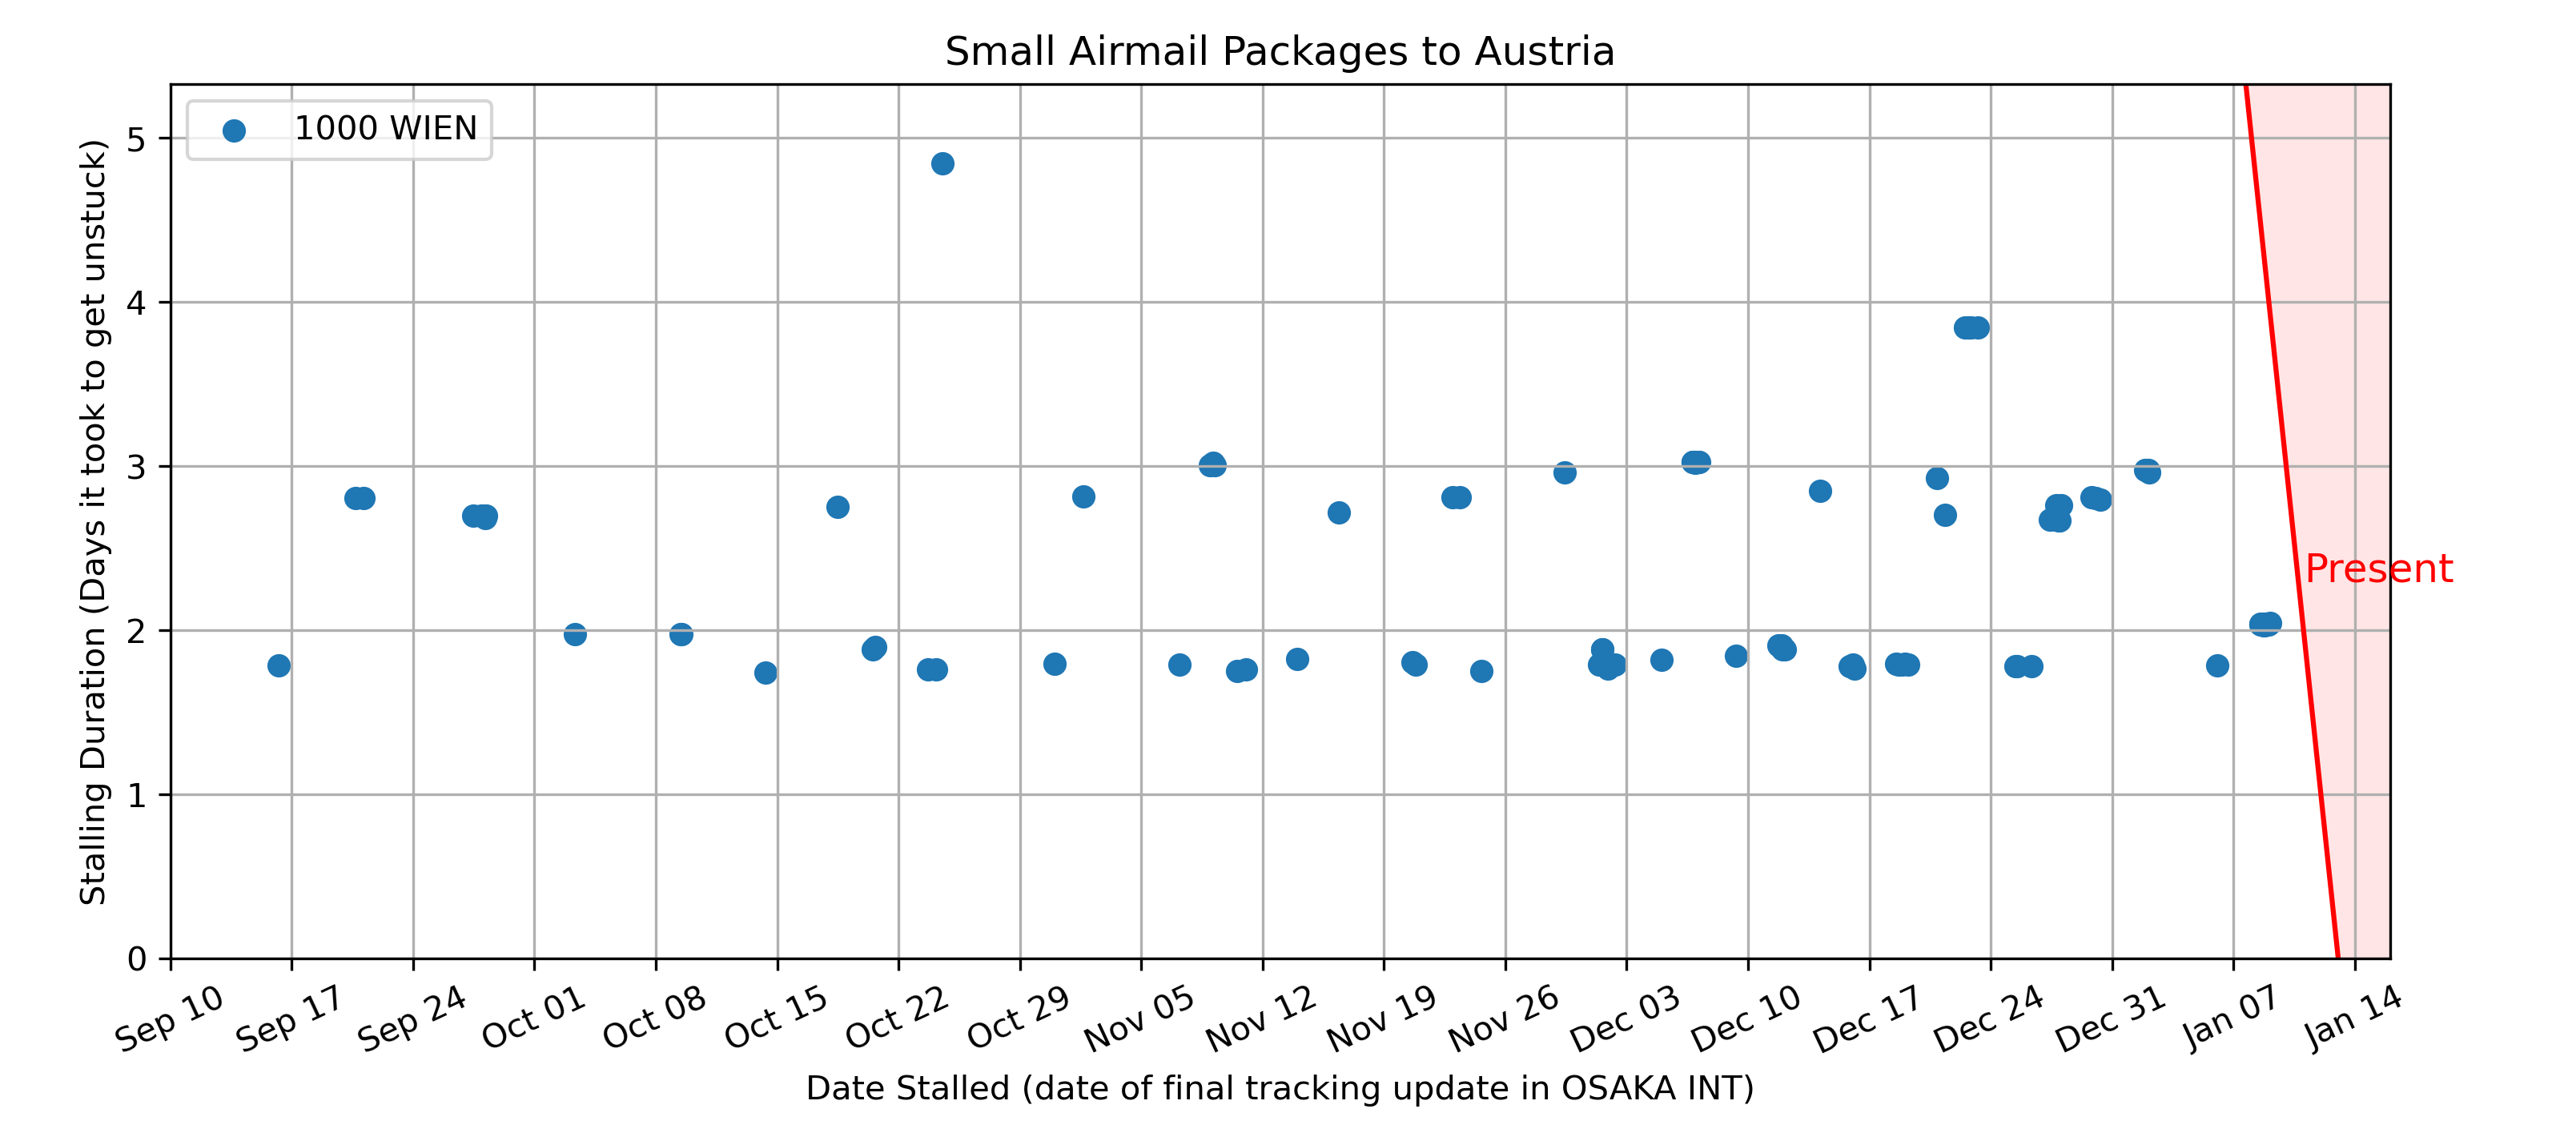 Small Airmail Packages to Austria
1000 WIEN
Stalling Duration (Days it took to get unstuck)
5
4
3
2
1
0
Present
Sep 10
Sep 17
Sep 24
Oct 01
Oct 08
Oct 15
Oct 22
Oct 29
Nov 05
Nov 12
Nov 19
Nov 26
Dec 03
Dec 10
Dec 17
Dec 24
Dec 31
Jan 07
Jan 14
Date Stalled (date of final tracking update in OSAKA INT)